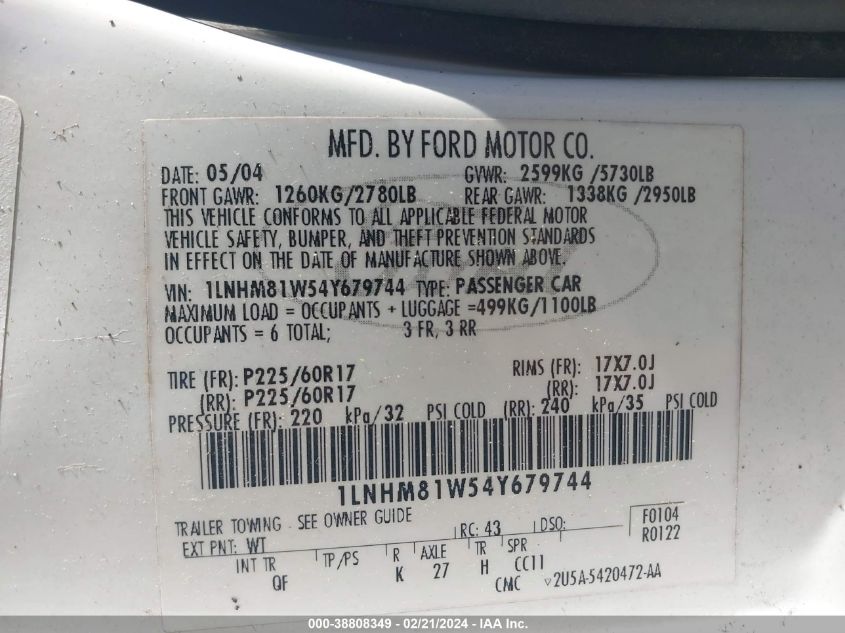 MFD. BY FORD MOTOR CO.
DATE: 05/04 GVWR: 2599KG /5730LB
FRONT GAWR: 1260KG/2780LB REAR GAWR: 1338KG /2950LB
THIS VEHICLE CONFORMS TO ALL APPLICABLE FEDERAL MOTOR
VEHICLE SAFETY, BUMPER, AND THEFT PREVENTION STANDARDS
IN EFFECT ON THE DATE OF MANUFACTURE SHOWN ABOVE.
VIN: 1LNHM81W54Y679744 TYPE: PASSENGER CAR
MAXIMUM LOAD = OCCUPANTS + LUGGAGE =499KG/1100LB
OCCUPANTS = 6 TOTAL; 3 FR, 3 RR
TIRE (FR): P225/60R17 RIMS (FR): 17X7.0J
(RR): P225/60R17 (RR): 17X7.0J
PRESSURE (FR): 220 kPa/32 PSI COLD (RR): 240 kPa/35 PSI COLD
1LNHM81W54Y679744
TRAILER TOWING - SEE OWNER GUIDE
EXT PNT: WT RC: 43 DSO: F0104
R0122
INT TR TP/PS R AXLE TR SPR
QF K 27 H CC11
CMC ▽2U5A-5420472-AA
000-38808349 - 02/21/2024 - IAA Inc.